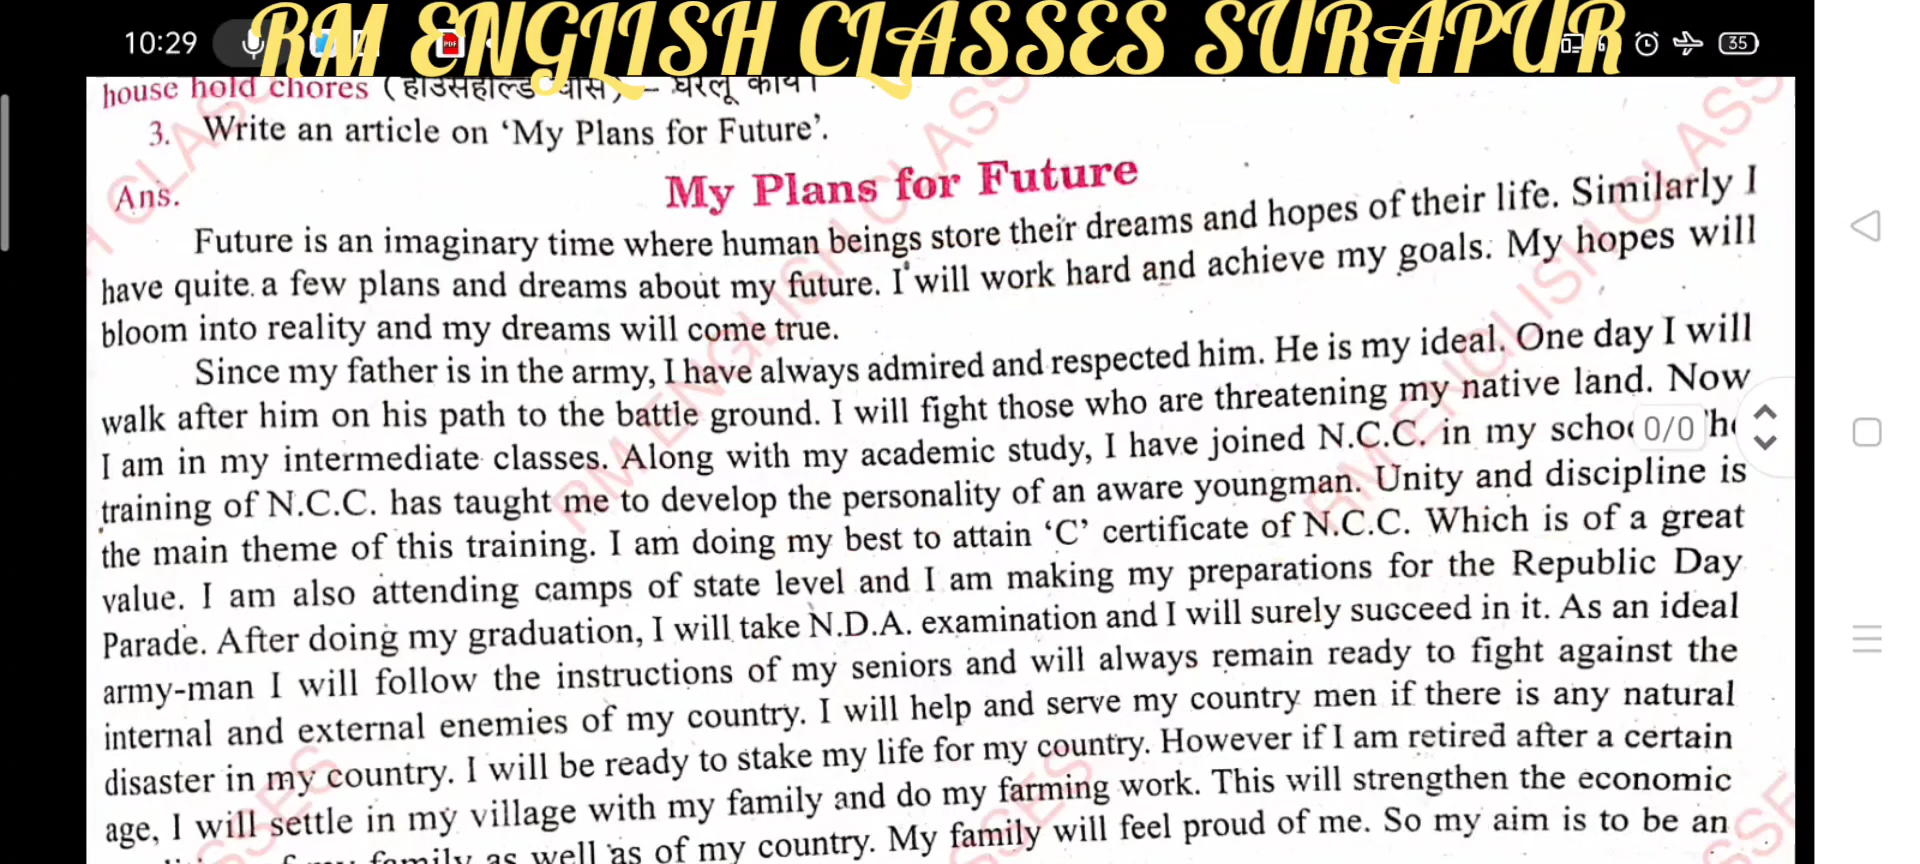 RM ENGLISH CLASSES SURAPUR
10:29
35
house hold chores (हाउसहोल्ड चोर्स) – घरेलू कार्य।
3. Write an article on ‘My Plans for Future’.
Ans. My Plans for Future
Future is an imaginary time where human beings store their dreams and hopes of their life. Similarly I
have quite a few plans and dreams about my future. I will work hard and achieve my goals. My hopes will
bloom into reality and my dreams will come true.
Since my father is in the army, I have always admired and respected him. He is my ideal. One day I will
walk after him on his path to the battle ground. I will fight those who are threatening my native land. Now
I am in my intermediate classes. Along with my academic study, I have joined N.C.C. in my
0/0
training of N.C.C. has taught me to develop the personality of an aware youngman. Unity and discipline is
the main theme of this training. I am doing my best to attain ‘C’ certificate of N.C.C. Which is of a great
value. I am also attending camps of state level and I am making my preparations for the Republic Day
Parade. After doing my graduation, I will take N.D.A. examination and I will surely succeed in it. As an ideal
army-man I will follow the instructions of my seniors and will always remain ready to fight against the
internal and external enemies of my country. I will help and serve my country men if there is any natural
disaster in my country. I will be ready to stake my life for my country. However if I am retired after a certain
age, I will settle in my village with my family and do my farming work. This will strengthen the economic
family as well as of my country. My family will feel proud of me. So my aim is to be an